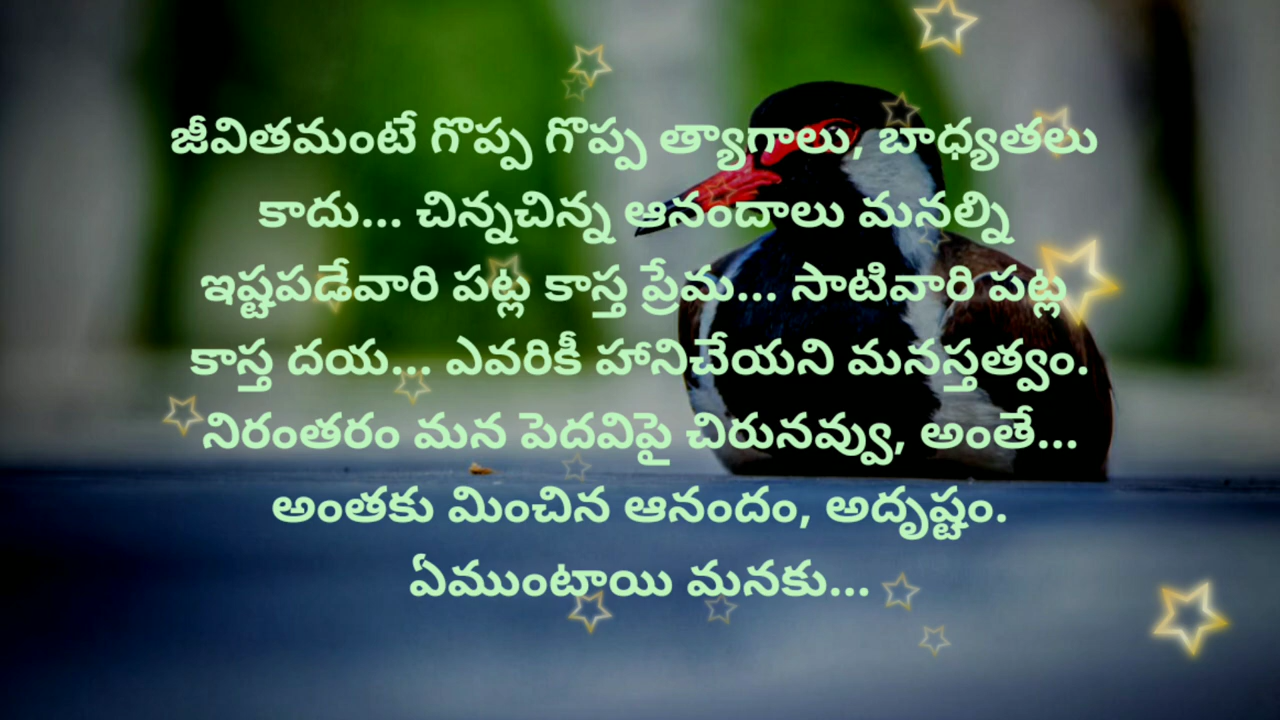 జీవితమంటే గొప్ప గొప్ప త్యాగాలు, బాధ్యతలు
కాదు... చిన్నచిన్న ఆనందాలు మనల్ని
ఇష్టపడేవారి పట్ల కాస్త ప్రేమ... సాటివారి పట్ల
కాస్త దయ... ఎవరికీ హానిచేయని మనస్తత్వం.
నిరంతరం మన పెదవిపై చిరునవ్వు, అంతే...
అంతకు మించిన ఆనందం, అదృష్టం.
ఏముంటాయి మనకు...